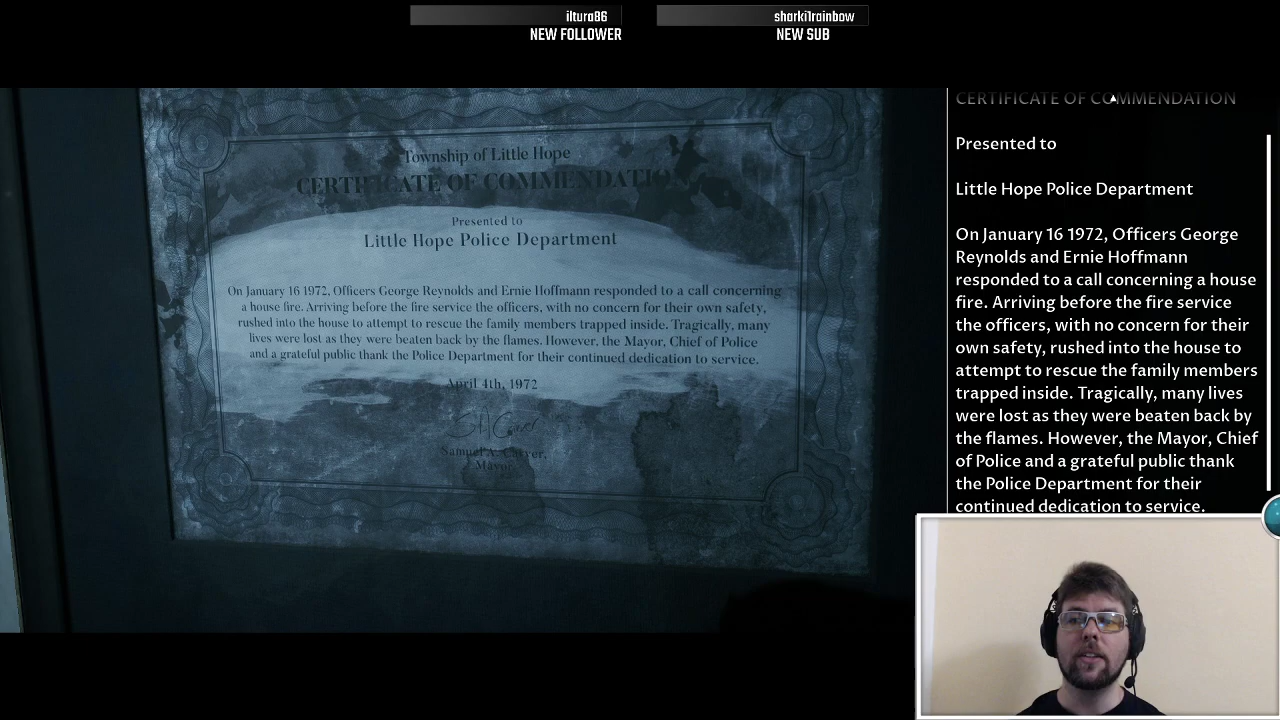 iltura86
NEW FOLLOWER
sharki1rainbow
NEW SUB
Township of Little Hope
CERTIFICATE OF COMMENDATION
Presented to
Little Hope Police Department
On January 16 1972, Officers George Reynolds and Ernie Hoffmann responded to a call concerning
a house fire. Arriving before the fire service the officers, with no concern for their own safety,
rushed into the house to attempt to rescue the family members trapped inside. Tragically, many
lives were lost as they were beaten back by the flames. However, the Mayor, Chief of Police
and a grateful public thank the Police Department for their continued dedication to service.
April 4th, 1972
Samuel A. Carver,
Mayor
CERTIFICATE OF COMMENDATION
Presented to
Little Hope Police Department
On January 16 1972, Officers George
Reynolds and Ernie Hoffmann
responded to a call concerning a house
fire. Arriving before the fire service
the officers, with no concern for their
own safety, rushed into the house to
attempt to rescue the family members
trapped inside. Tragically, many lives
were lost as they were beaten back by
the flames. However, the Mayor, Chief
of Police and a grateful public thank
the Police Department for their
continued dedication to service.